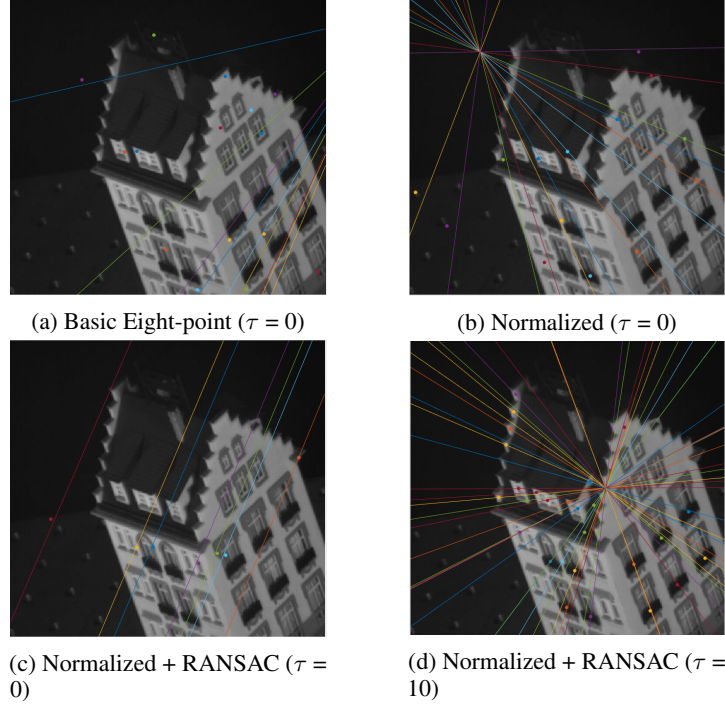 (a) Basic Eight-point (τ = 0)
(b) Normalized (τ = 0)
(c) Normalized + RANSAC (τ =
0)
(d) Normalized + RANSAC (τ =
10)